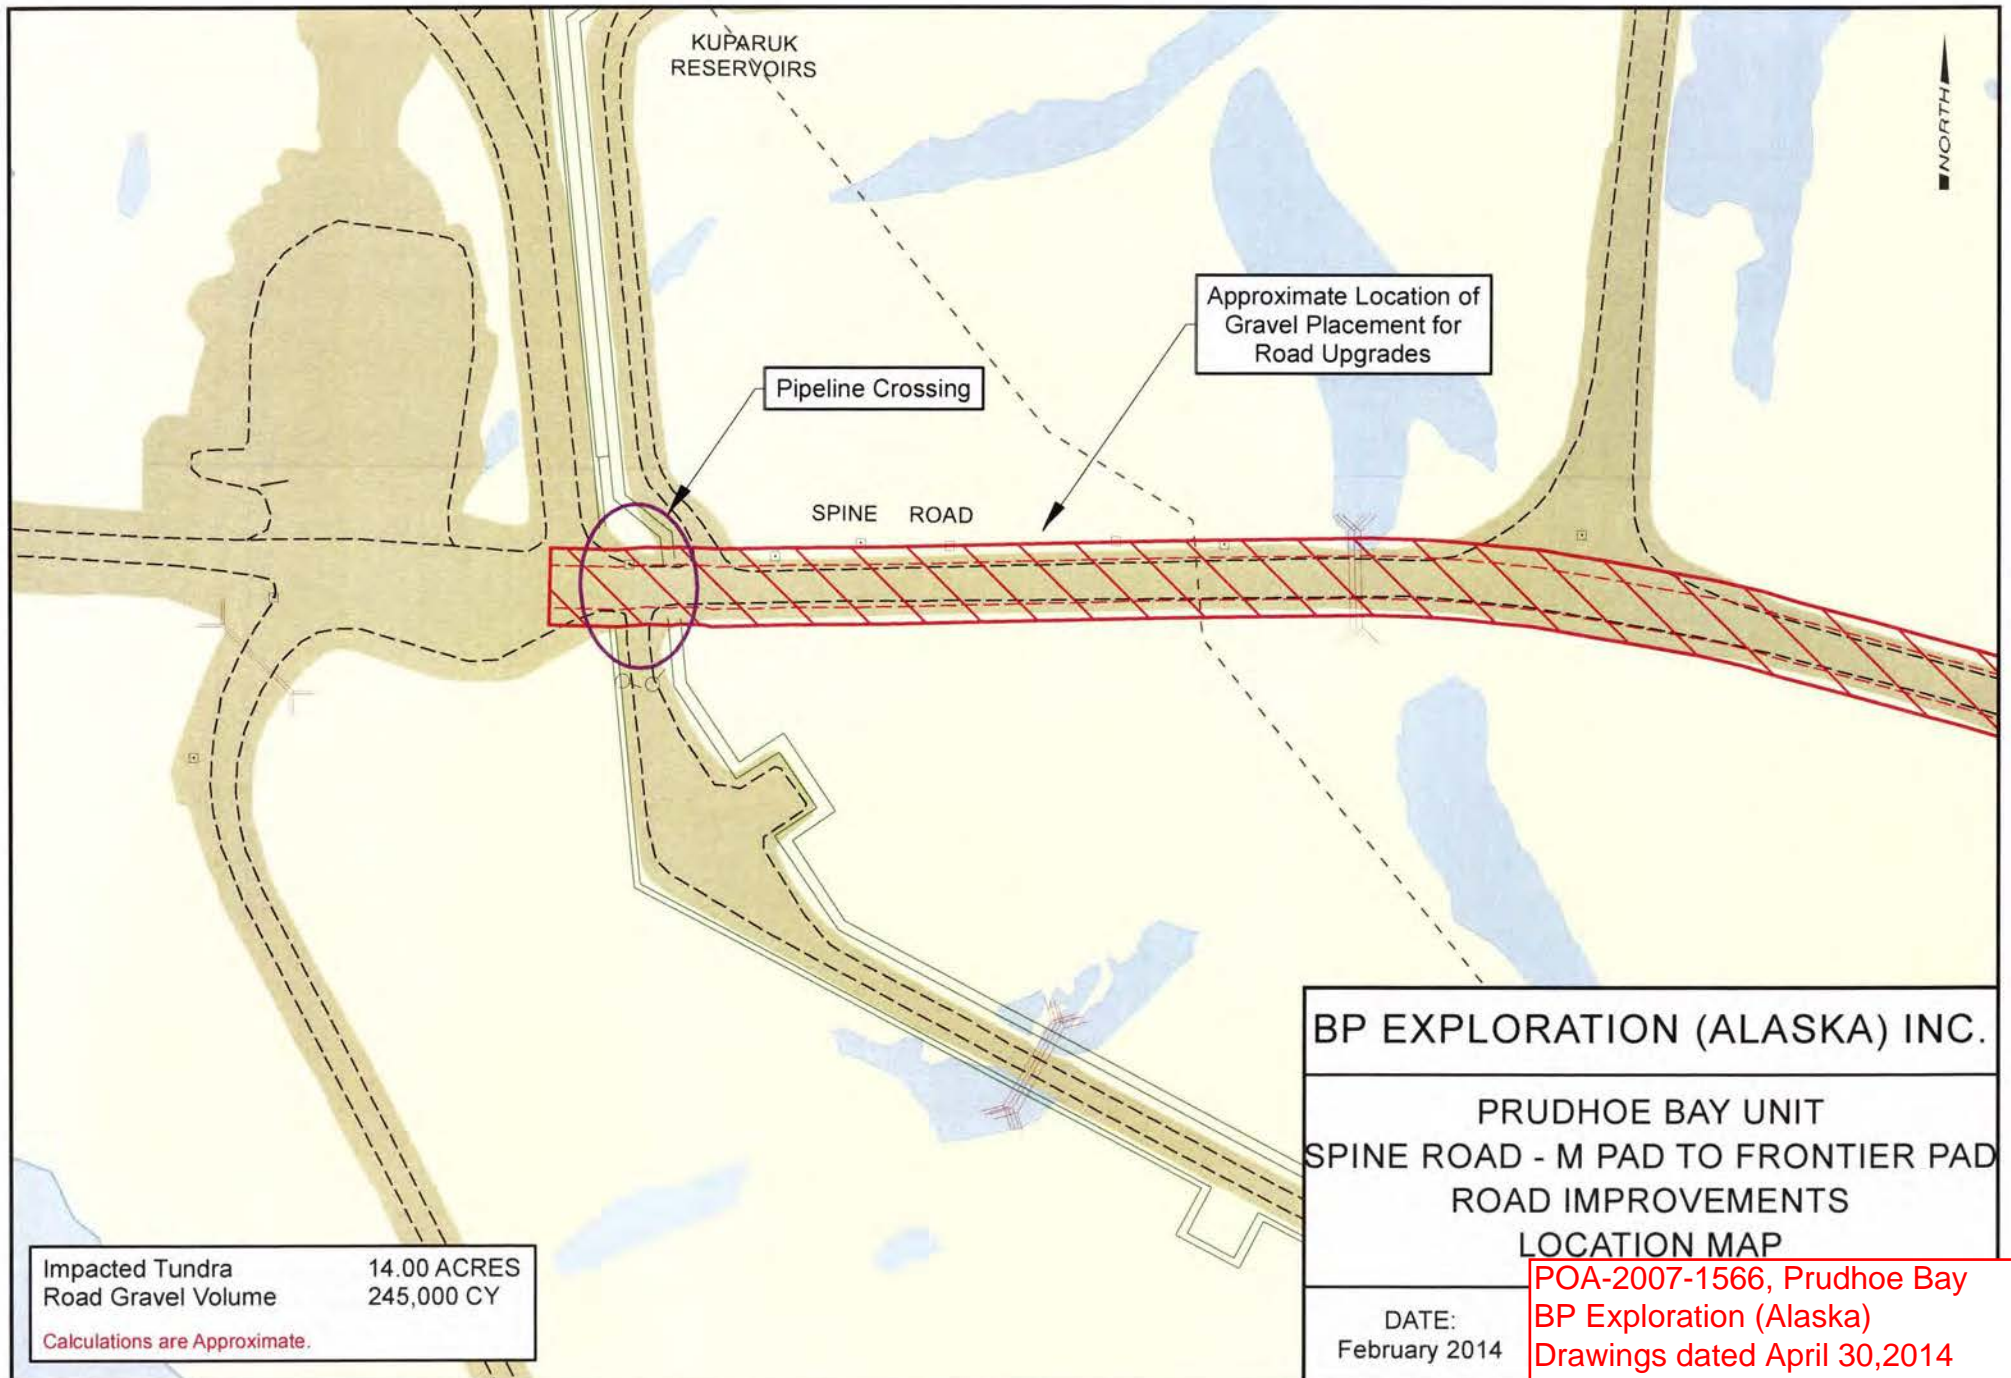 KUPARUK
RESERVOIRS
NORTH
Approximate Location of
Gravel Placement for
Road Upgrades
Pipeline Crossing
SPINE ROAD
BP EXPLORATION (ALASKA) INC.
PRUDHOE BAY UNIT
SPINE ROAD - M PAD TO FRONTIER PAD
ROAD IMPROVEMENTS
LOCATION MAP
Impacted Tundra 14.00 ACRES
Road Gravel Volume 245,000 CY
Calculations are Approximate.
DATE:
February 2014
POA-2007-1566, Prudhoe Bay
BP Exploration (Alaska)
Drawings dated April 30,2014